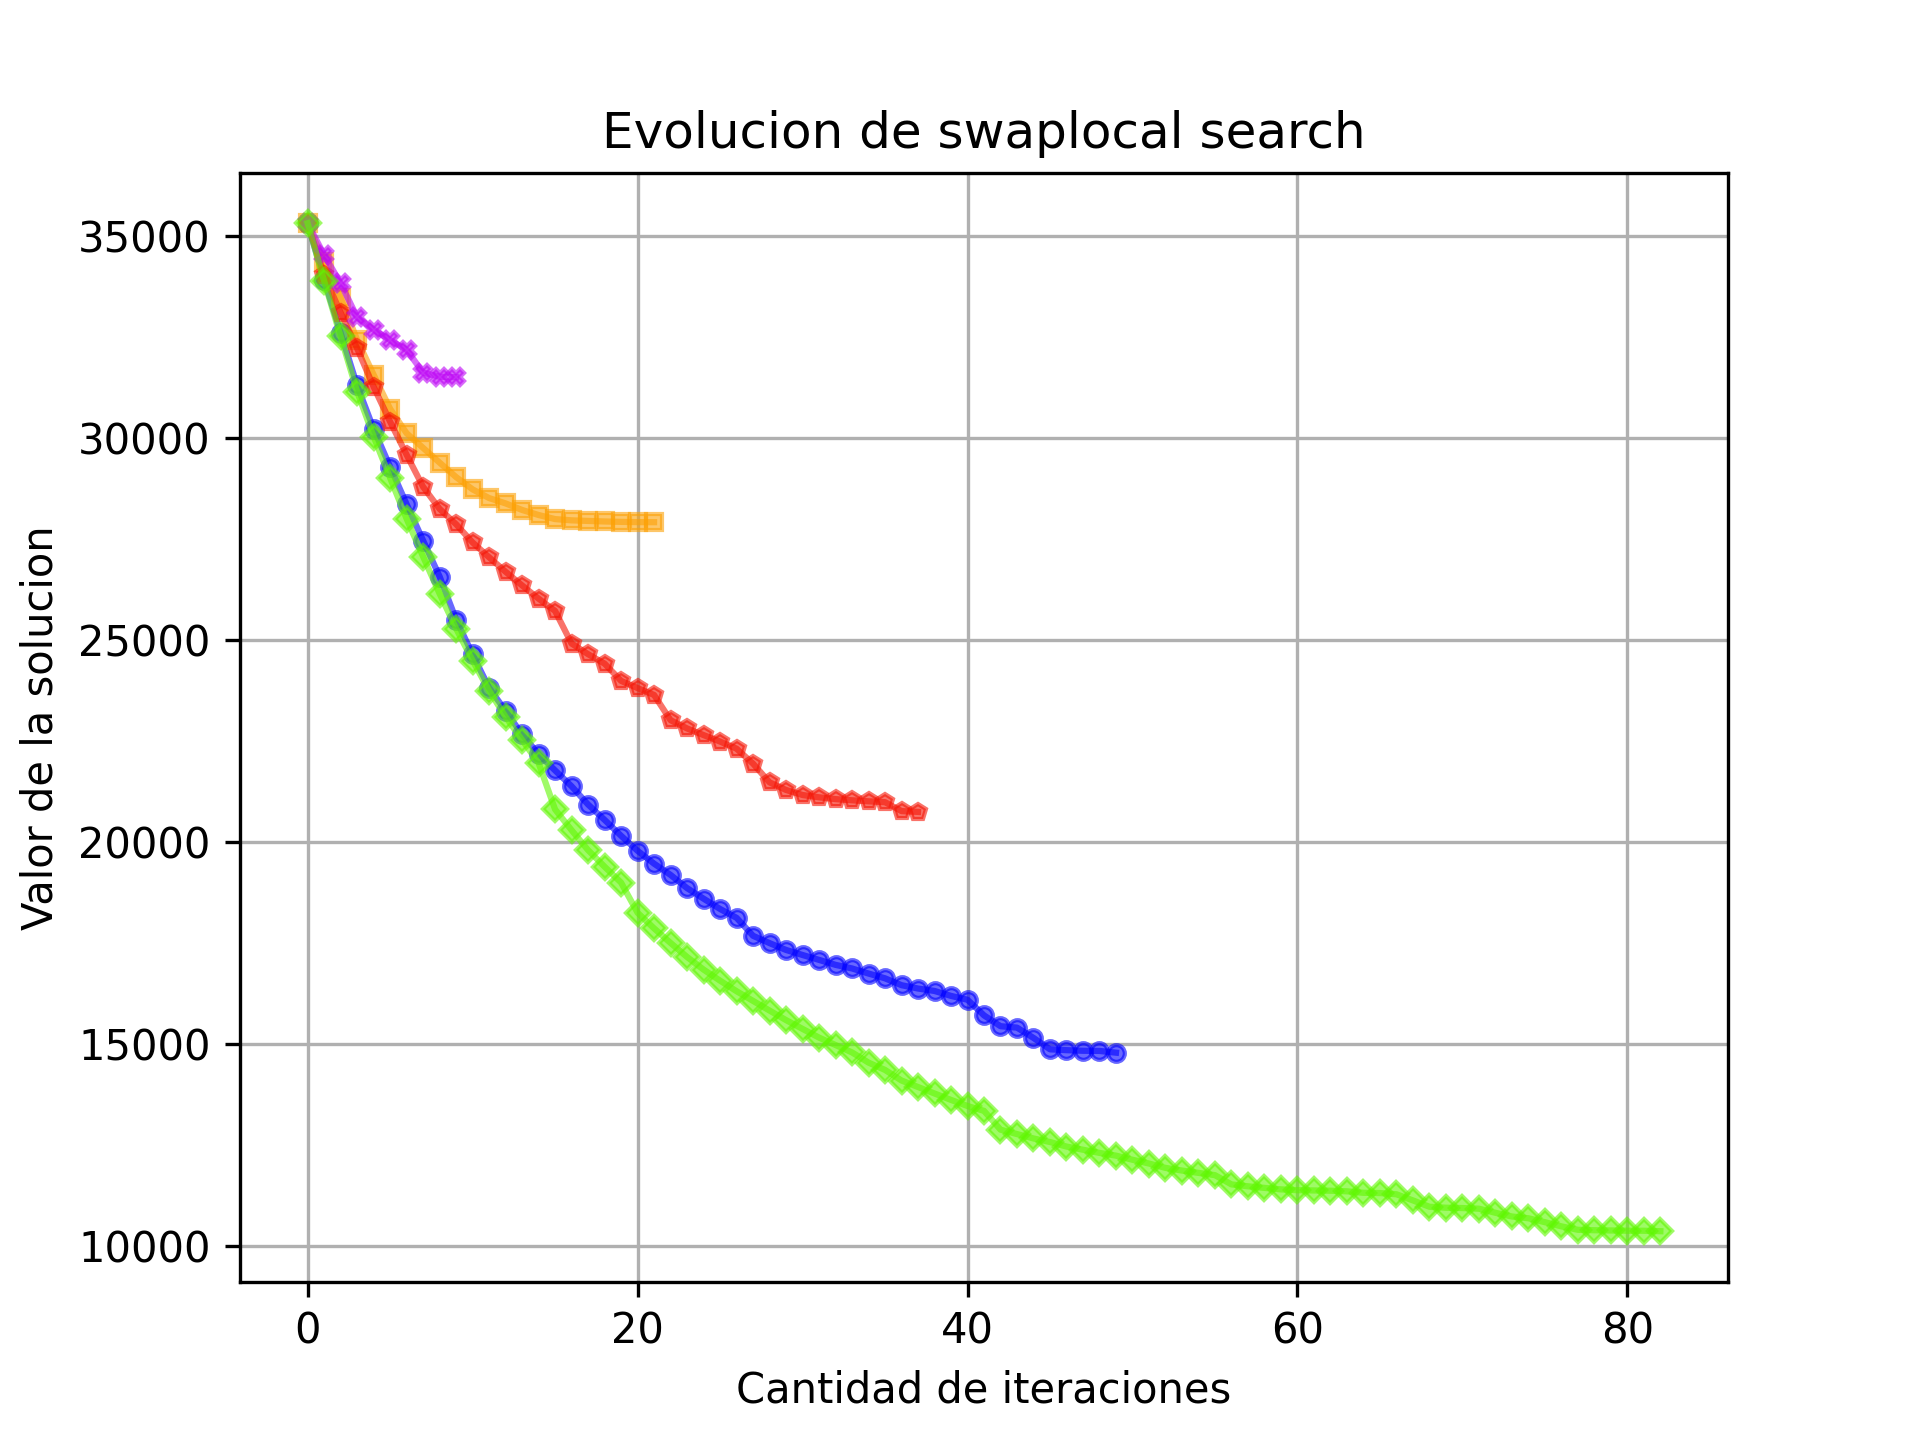 Evolucion de swaplocal search
35000
30000
25000
20000
15000
10000
Valor de la solucion
0 20 40 60 80
Cantidad de iteraciones